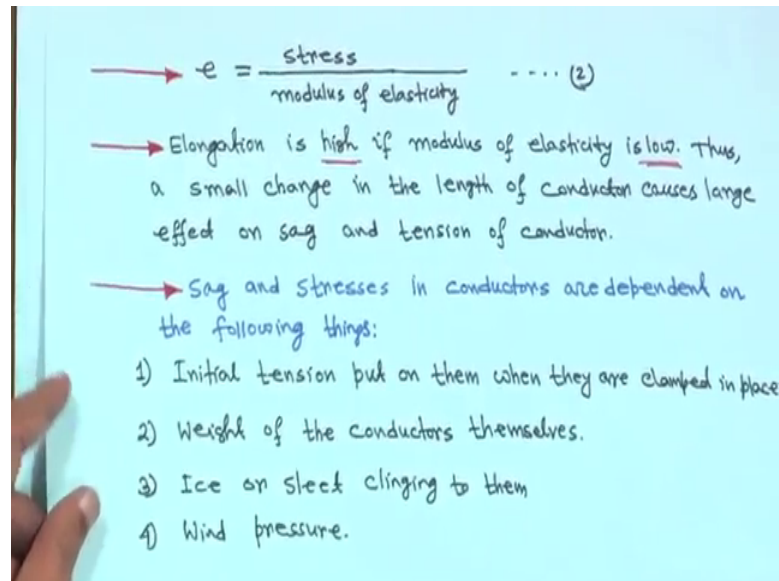 e = stress / modulus of elasticity ---- (2)
Elongation is high if modulus of elasticity is low. Thus,
a small change in the length of conductor causes large
effect on sag and tension of conductor.
Sag and stresses in conductors are dependent on
the following things:
1) Initial tension put on them when they are clamped in place
2) Weight of the conductors themselves.
3) Ice or sleet clinging to them
4) Wind pressure.